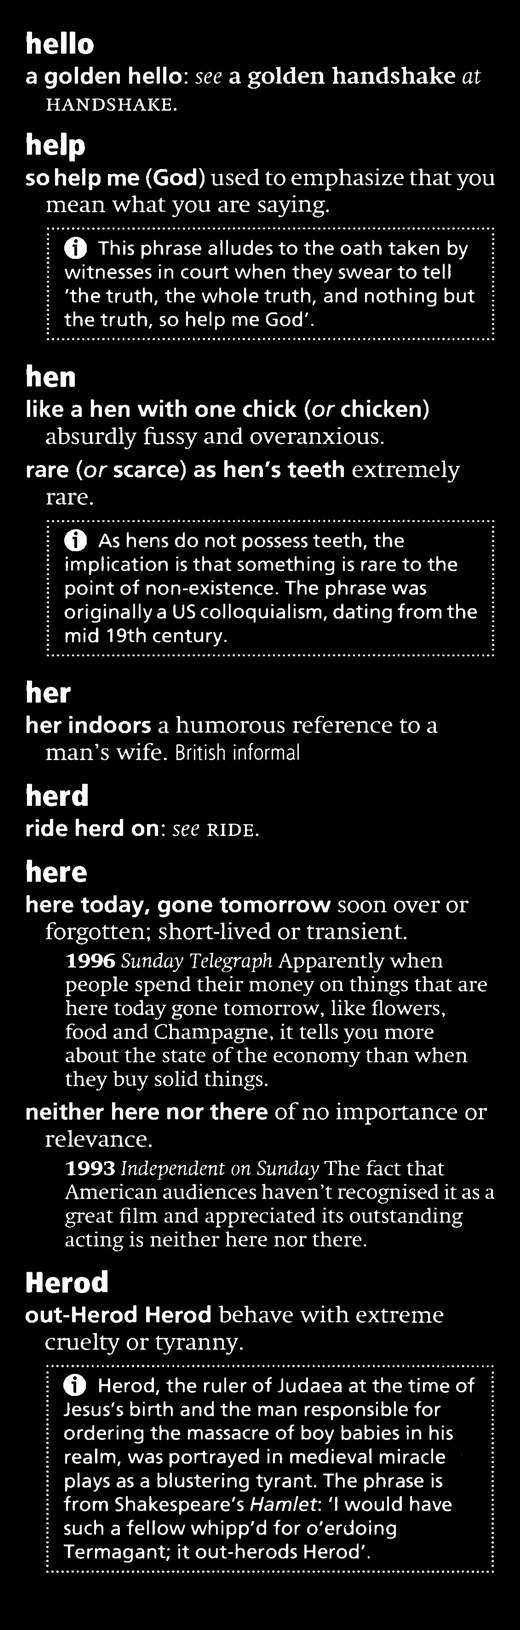 hello
a golden hello: see a golden handshake at
HANDSHAKE.
help
so help me (God) used to emphasize that you
mean what you are saying.
i This phrase alludes to the oath taken by
witnesses in court when they swear to tell
'the truth, the whole truth, and nothing but
the truth, so help me God'.
hen
like a hen with one chick (or chicken)
absurdly fussy and overanxious.
rare (or scarce) as hen's teeth extremely
rare.
i As hens do not possess teeth, the
implication is that something is rare to the
point of non-existence. The phrase was
originally a US colloquialism, dating from the
mid 19th century.
her
her indoors a humorous reference to a
man's wife. British informal
herd
ride herd on: see RIDE.
here
here today, gone tomorrow soon over or
forgotten; short-lived or transient.
1996 Sunday Telegraph Apparently when
people spend their money on things that are
here today gone tomorrow, like flowers,
food and Champagne, it tells you more
about the state of the economy than when
they buy solid things.
neither here nor there of no importance or
relevance.
1993 Independent on Sunday The fact that
American audiences haven't recognised it as a
great film and appreciated its outstanding
acting is neither here nor there.
Herod
out-Herod Herod behave with extreme
cruelty or tyranny.
i Herod, the ruler of Judaea at the time of
Jesus's birth and the man responsible for
ordering the massacre of boy babies in his
realm, was portrayed in medieval miracle
plays as a blustering tyrant. The phrase is
from Shakespeare's Hamlet: 'I would have
such a fellow whipp'd for o'erdoing
Termagant; it out-herods Herod'.